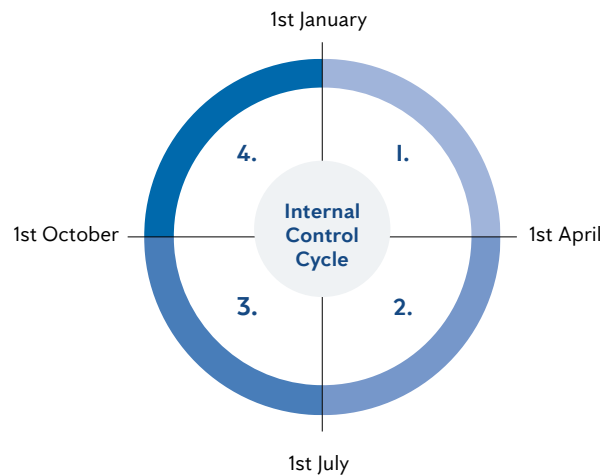 1st January
4.
1.
Internal
Control
Cycle
1st October
1st April
3.
2.
1st July